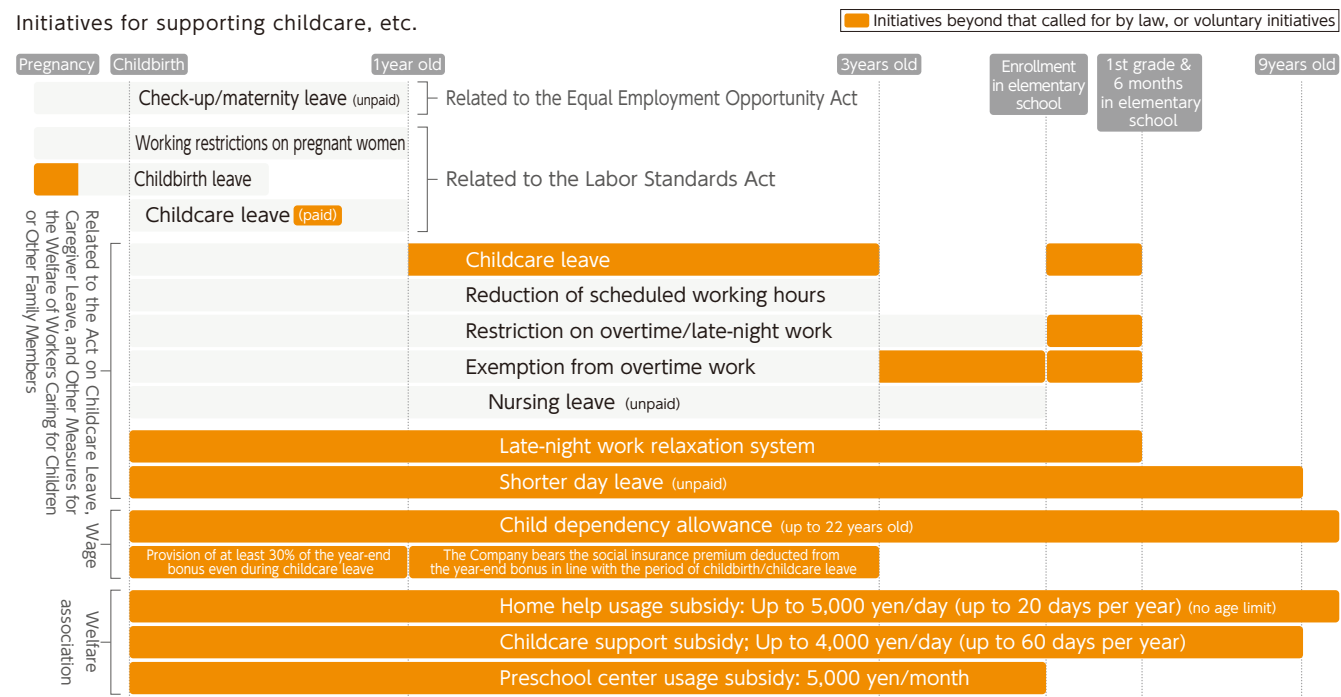 Initiatives for supporting childcare, etc.
Initiatives beyond that called for by law, or voluntary initiatives
Pregnancy
Childbirth
1year old
3years old
Enrollment
in elementary
school
1st grade &
6 months
in elementary
school
9years old
Check-up/maternity leave (unpaid)
Related to the Equal Employment Opportunity Act
Working restrictions on pregnant women
Childbirth leave
Related to the Labor Standards Act
Childcare leave (paid)
Related to the Act on Childcare Leave,
Caregiver Leave, and Other Measures for
the Welfare of Workers Caring for Children
or Other Family Members
Childcare leave
Reduction of scheduled working hours
Restriction on overtime/late-night work
Exemption from overtime work
Nursing leave (unpaid)
Late-night work relaxation system
Shorter day leave (unpaid)
Wage
Child dependency allowance (up to 22 years old)
Provision of at least 30% of the year-end
bonus even during childcare leave
The Company bears the social insurance premium deducted from
the year-end bonus in line with the period of childbirth/childcare leave
Welfare
association
Home help usage subsidy: Up to 5,000 yen/day (up to 20 days per year) (no age limit)
Childcare support subsidy; Up to 4,000 yen/day (up to 60 days per year)
Preschool center usage subsidy: 5,000 yen/month